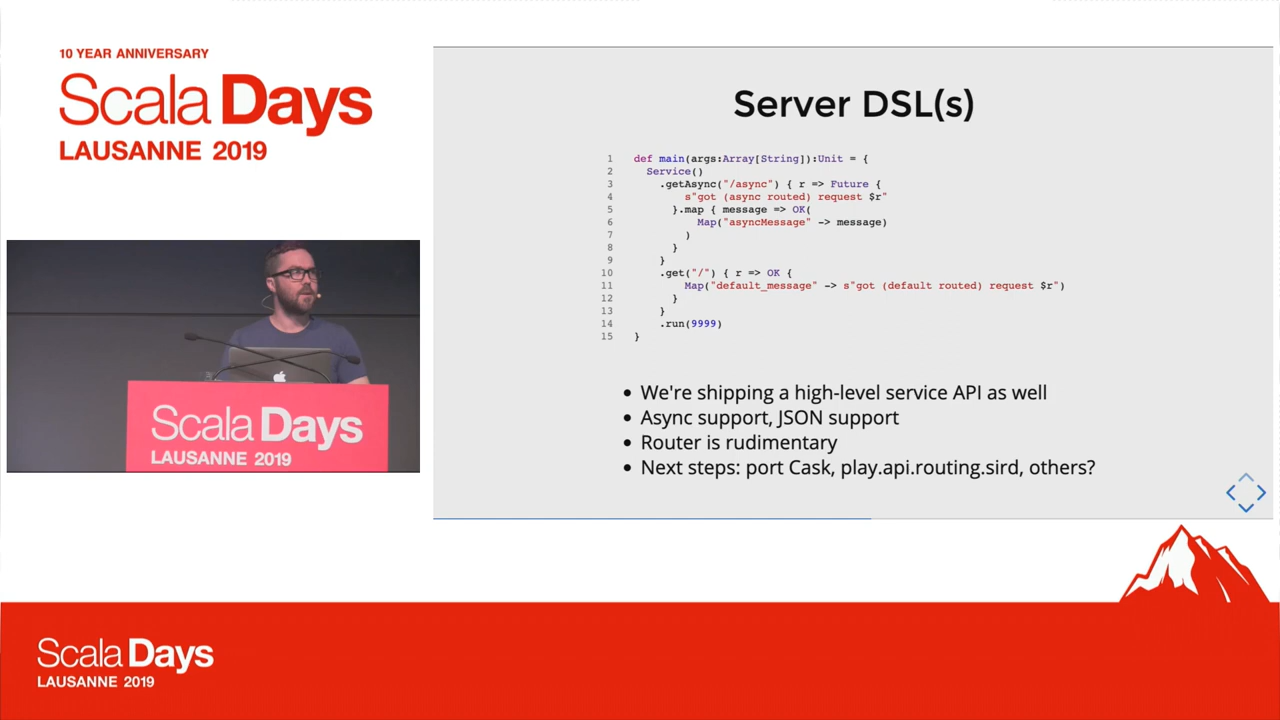 10 YEAR ANNIVERSARY
Scala Days
LAUSANNE 2019
Server DSL(s)
1 def main(args:Array[String]):Unit = {
2 Service()
3 .getAsync("/async") { r => Future {
4 s"got (async routed) request $r"
5 }.map { message => OK(
6 Map("asyncMessage" -> message)
7 )
8 }
9 }
10 .get("/") { r => OK {
11 Map("default_message" -> s"got (default routed) request $r")
12 }
13 }
14 .run(9999)
15 }
• We're shipping a high-level service API as well
• Async support, JSON support
• Router is rudimentary
• Next steps: port Cask, play.api.routing.sird, others?
Scala Days
LAUSANNE 2019
Scala Days
LAUSANNE 2019